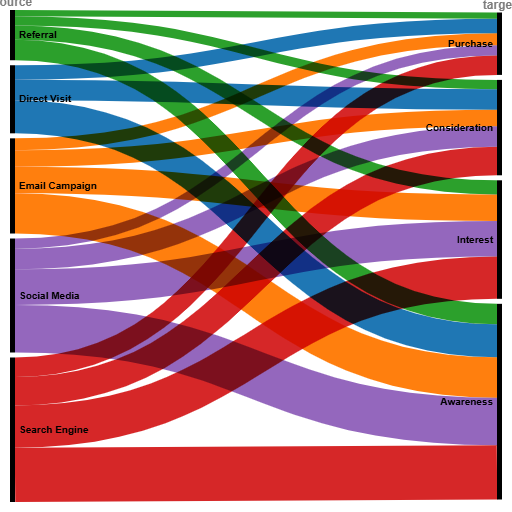 ource
targe
Referral
Purchase
Direct Visit
Consideration
Email Campaign
Interest
Social Media
Awareness
Search Engine